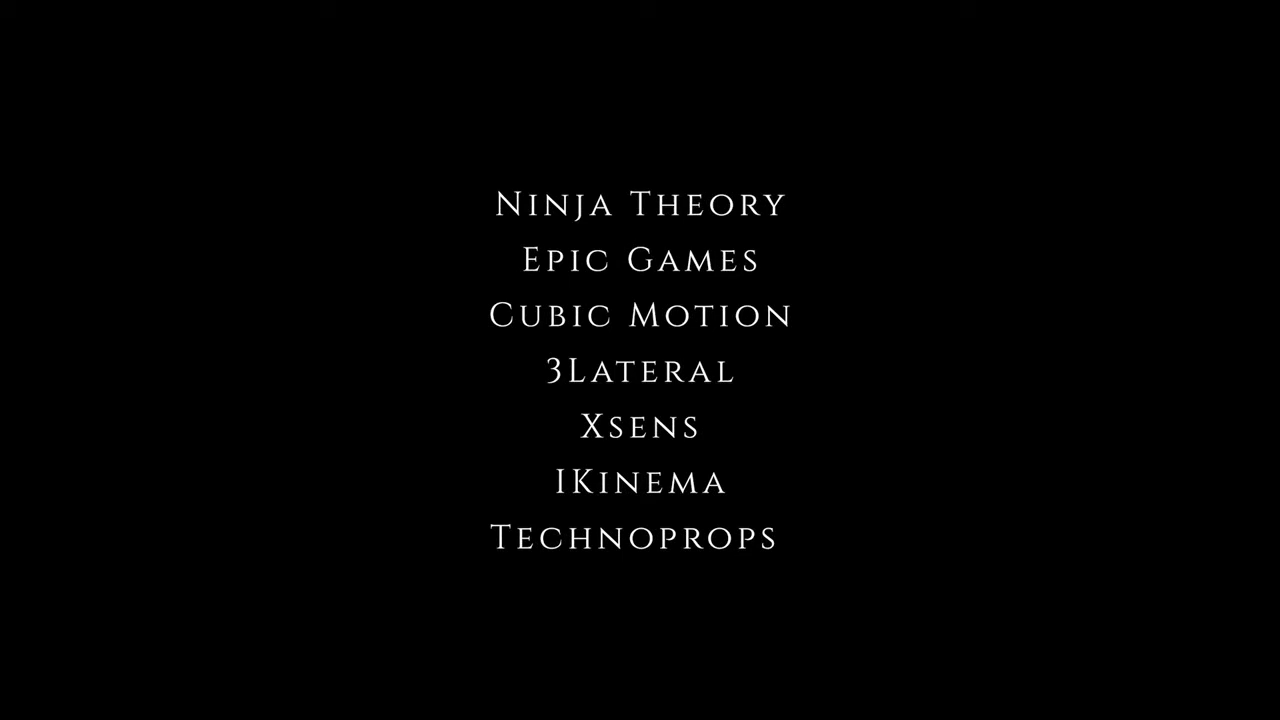 Ninja Theory
Epic Games
Cubic Motion
3Lateral
Xsens
IKinema
Technoprops